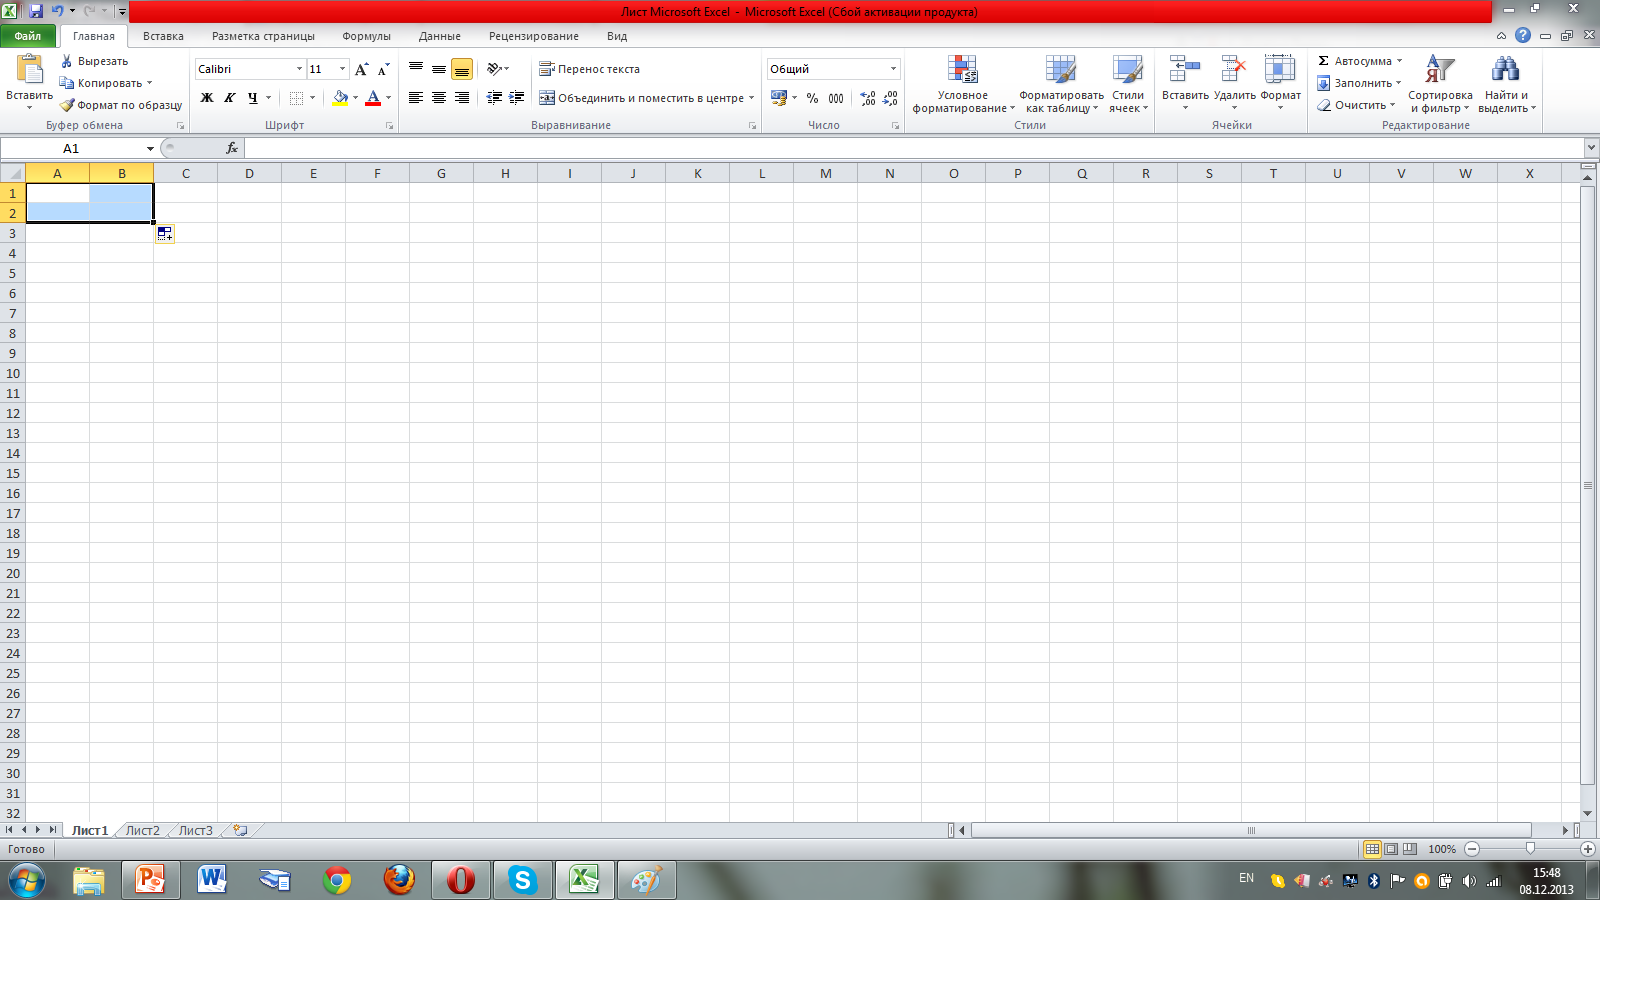 Лист Microsoft Excel - Microsoft Excel (Сбой активации продукта)
Файл Главная Вставка Разметка страницы Формулы Данные Рецензирование Вид
Вставить
Вырезать
Копировать
Формат по образцу
Буфер обмена
Calibri 11
Ж К Ч
Шрифт
Перенос текста
Объединить и поместить в центре
Выравнивание
Общий
% 000
Число
Условное форматирование
Форматировать как таблицу
Стили ячеек
Стили
Вставить Удалить Формат
Ячейки
Σ Автосумма
Заполнить
Очистить
Сортировка и фильтр
Найти и выделить
Редактирование
A1 fx
A B C D E F G H I J K L M N O P Q R S T U V W X
1
2
3
4
5
6
7
8
9
10
11
12
13
14
15
16
17
18
19
20
21
22
23
24
25
26
27
28
29
30
31
32
Лист1 Лист2 Лист3
Готово 100%
EN 15:48
08.12.2013